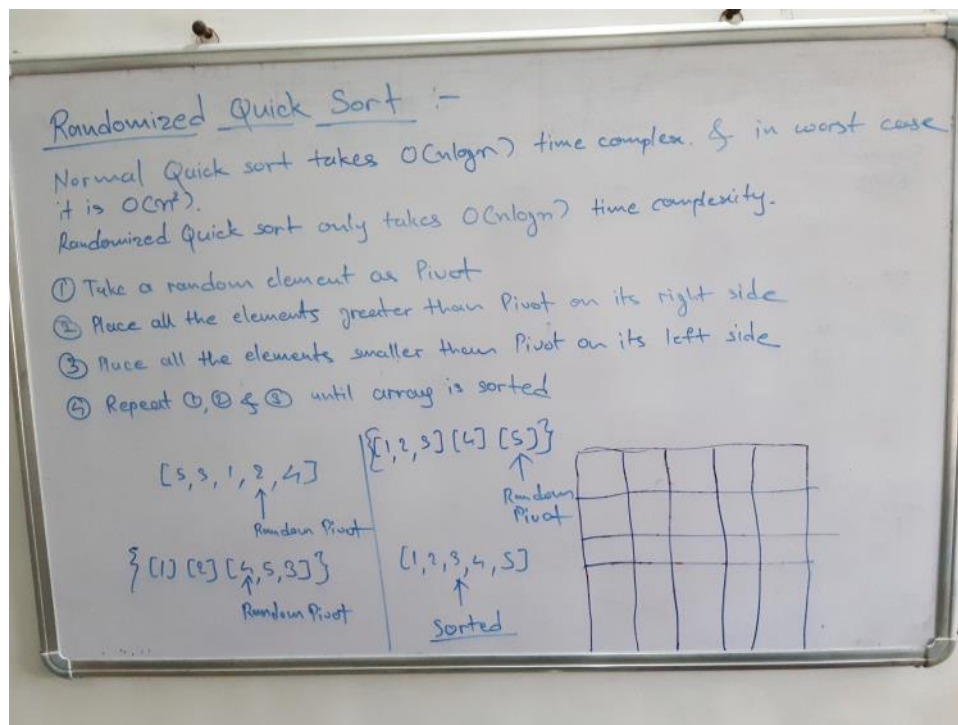 Randomized Quick Sort :-
Normal Quick sort takes O(nlogn) time complex. & in worst case
it is O(n²).
Randomized Quick sort only takes O(nlogn) time complexity.
① Take a random element as Pivot
② Place all the elements greater than Pivot on its right side
③ Place all the elements smaller than Pivot on its left side
④ Repeat ①,② & ③ until array is sorted
[5,3,1,2,4]
↑
Random Pivot
{[1] [2] [4,5,3]}
↑
Random Pivot
{[1,2,3] [4] [5]}
↑
Random
Pivot
[1,2,3,4,5]
↑
Sorted